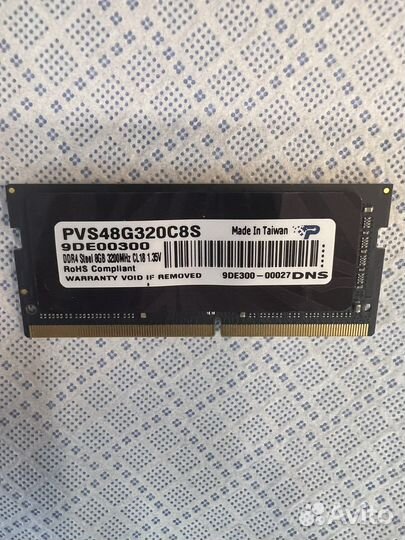 PVS48G320C8S
Made In Taiwan
9DE00300
DDR4 Steel 8GB 3200MHz CL18 1.35V
RoHS Compliant
WARRANTY VOID IF REMOVED
9DE300-00027 DNS
Avito